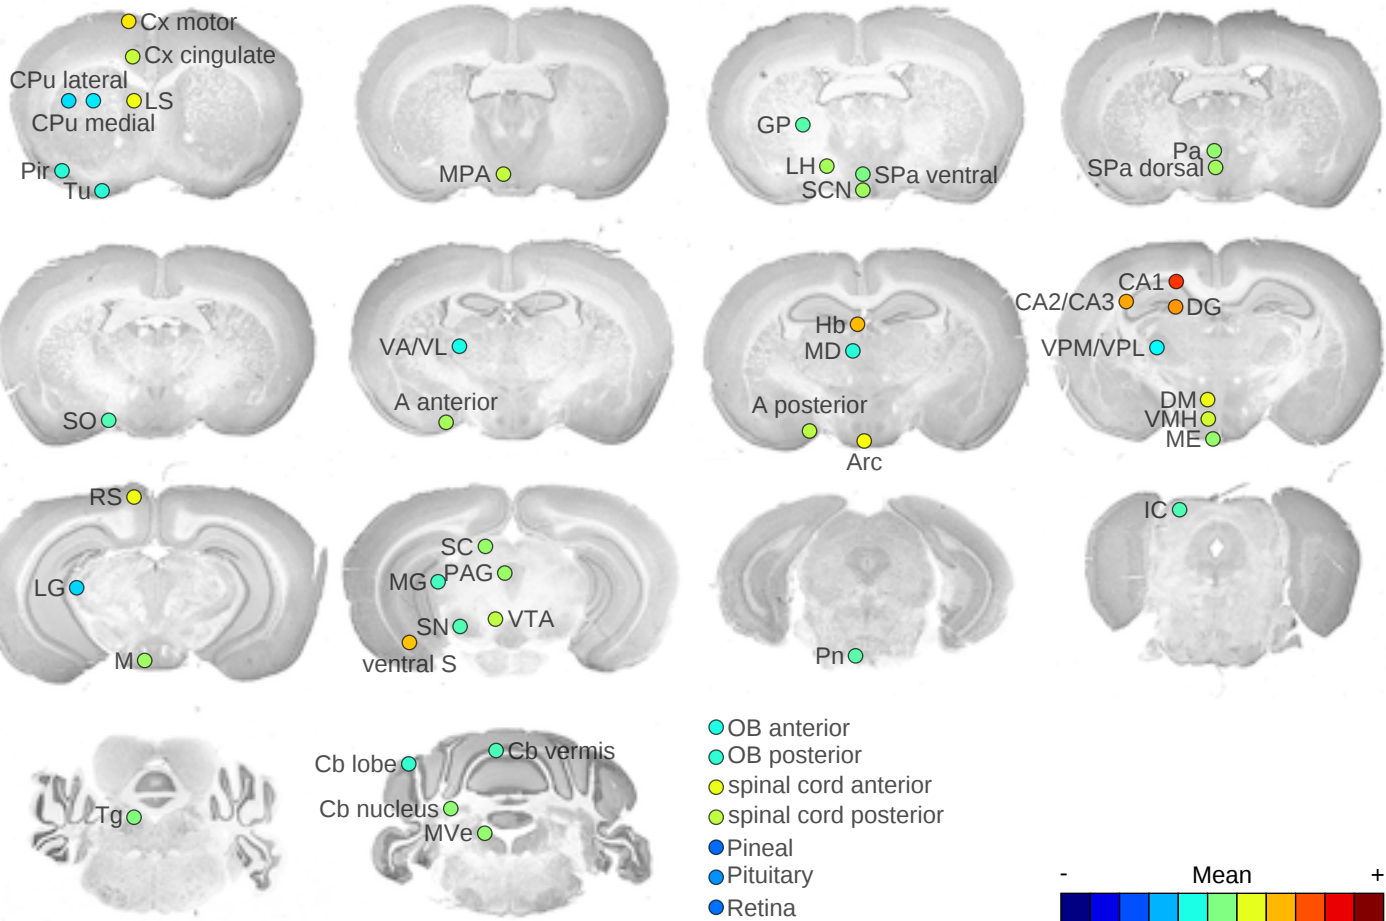 Cx motor
Cx cingulate
CPu lateral
LS
CPu medial
Pir
Tu
MPA
GP
LH
SPa ventral
SCN
Pa
SPa dorsal
SO
VA/VL
A anterior
Hb
MD
A posterior
Arc
CA1
CA2/CA3
DG
VPM/VPL
DM
VMH
ME
RS
LG
M
SC
MG
PAG
SN
VTA
ventral S
Pn
IC
Tg
Cb vermis
Cb lobe
Cb nucleus
MVe
OB anterior
OB posterior
spinal cord anterior
spinal cord posterior
Pineal
Pituitary
Retina
- Mean +